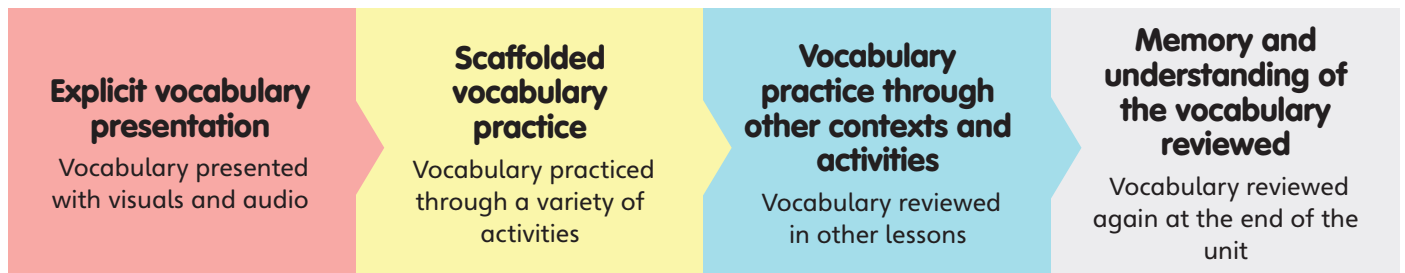 Explicit vocabulary
presentation
Vocabulary presented
with visuals and audio
Scaffolded
vocabulary
practice
Vocabulary practiced
through a variety of
activities
Vocabulary
practice through
other contexts and
activities
Vocabulary reviewed
in other lessons
Memory and
understanding of
the vocabulary
reviewed
Vocabulary reviewed
again at the end of the
unit